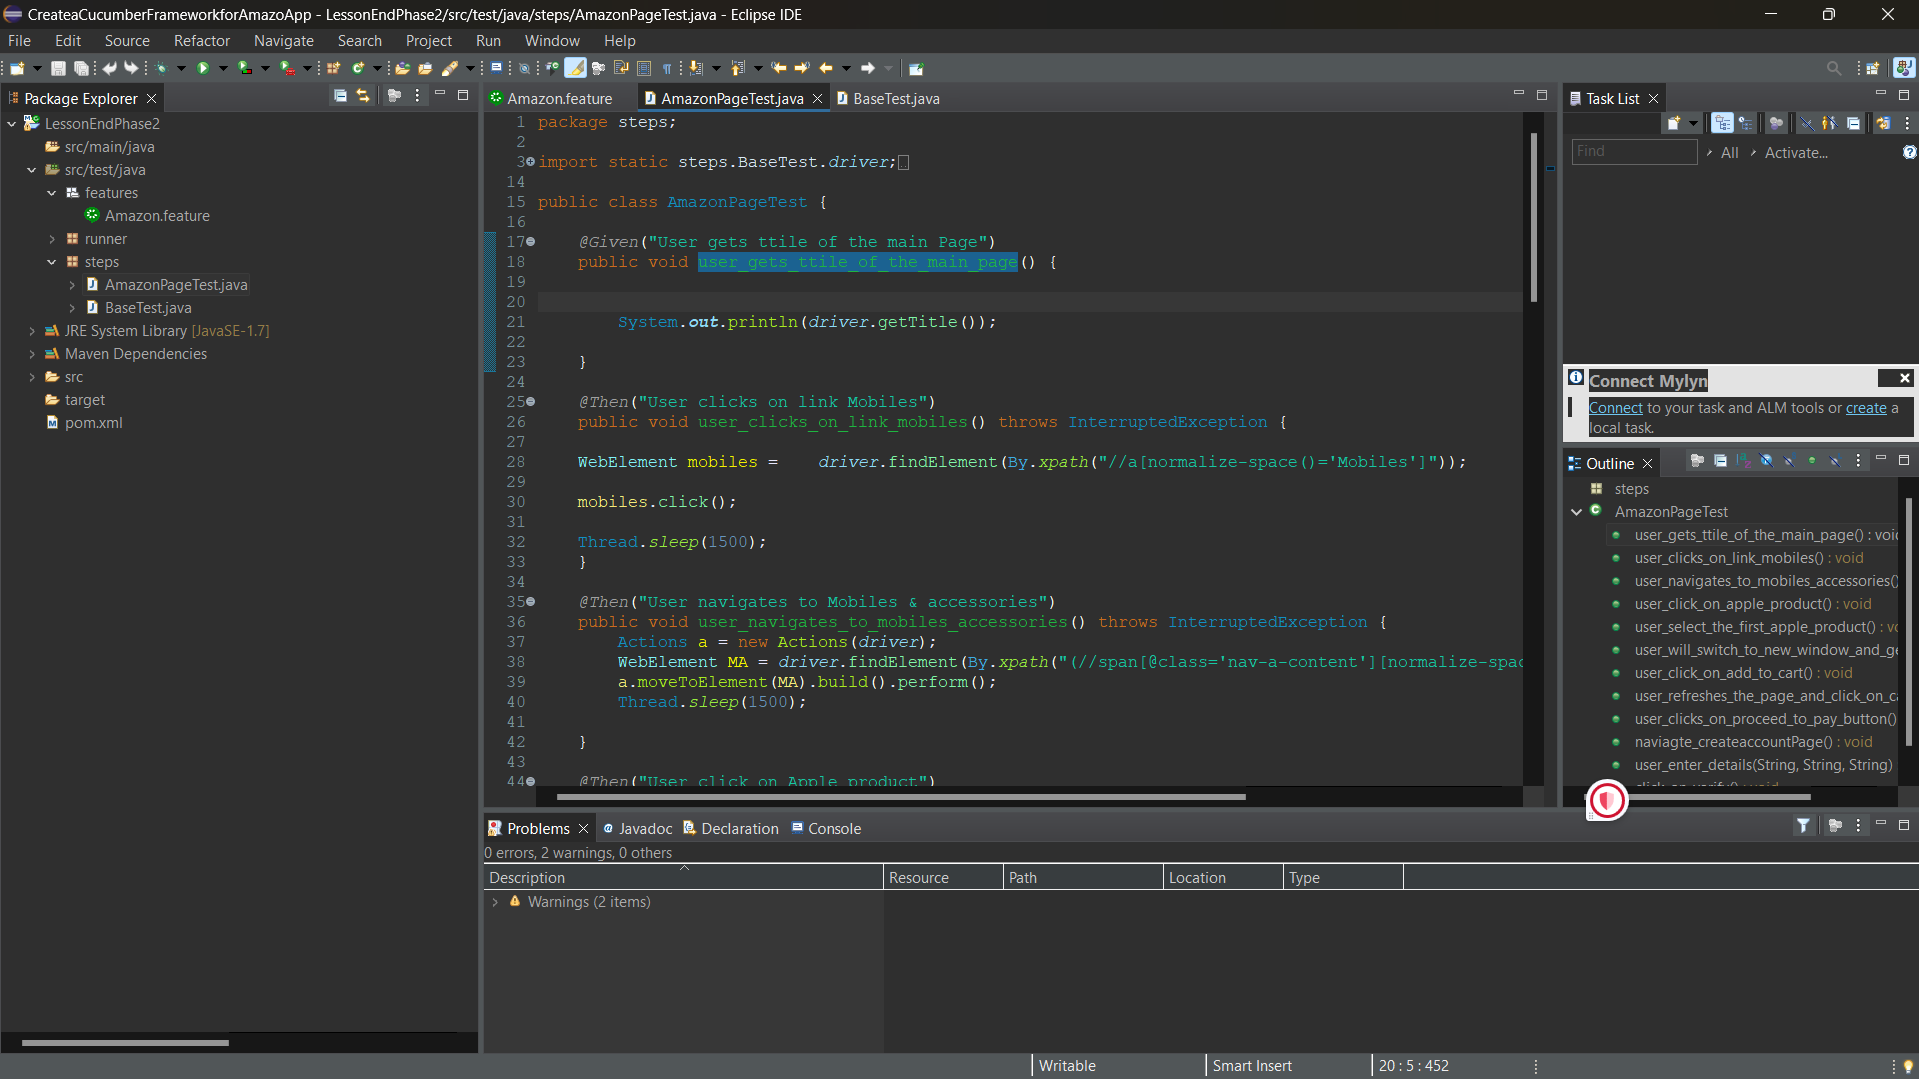 CreateaCucumberFrameworkforAmazoApp - LessonEndPhase2/src/test/java/steps/AmazonPageTest.java - Eclipse IDE
File Edit Source Refactor Navigate Search Project Run Window Help
Package Explorer
LessonEndPhase2
src/main/java
src/test/java
features
Amazon.feature
runner
steps
AmazonPageTest.java
BaseTest.java
JRE System Library [JavaSE-1.7]
Maven Dependencies
src
target
pom.xml
Amazon.feature AmazonPageTest.java BaseTest.java
1 package steps;
2
3 import static steps.BaseTest.driver;
14
15 public class AmazonPageTest {
16
17 @Given("User gets ttile of the main Page")
18 public void user_gets_ttile_of_the_main_page() {
19
20
21 System.out.println(driver.getTitle());
22
23 }
24
25 @Then("User clicks on link Mobiles")
26 public void user_clicks_on_link_mobiles() throws InterruptedException {
27
28 WebElement mobiles = driver.findElement(By.xpath("//a[normalize-space()='Mobiles']"));
29
30 mobiles.click();
31
32 Thread.sleep(1500);
33 }
34
35 @Then("User navigates to Mobiles & accessories")
36 public void user_navigates_to_mobiles_accessories() throws InterruptedException {
37 Actions a = new Actions(driver);
38 WebElement MA = driver.findElement(By.xpath("(//span[@class='nav-a-content'][normalize-spac
39 a.moveToElement(MA).build().perform();
40 Thread.sleep(1500);
41
42 }
43
44 @Then("User click on Apple product")
Task List
Find All Activate...
Connect Mylyn
Connect to your task and ALM tools or create a
local task.
Outline
steps
AmazonPageTest
user_gets_ttile_of_the_main_page() : voi
user_clicks_on_link_mobiles() : void
user_navigates_to_mobiles_accessories()
user_click_on_apple_product() : void
user_select_the_first_apple_product() : v
user_will_switch_to_new_window_and_ge
user_click_on_add_to_cart() : void
user_refreshes_the_page_and_click_on_c
user_clicks_on_proceed_to_pay_button()
naviagte_createaccountPage() : void
user_enter_details(String, String, String)
Problems Javadoc Declaration Console
0 errors, 2 warnings, 0 others
Description Resource Path Location Type
Warnings (2 items)
Writable Smart Insert 20 : 5 : 452